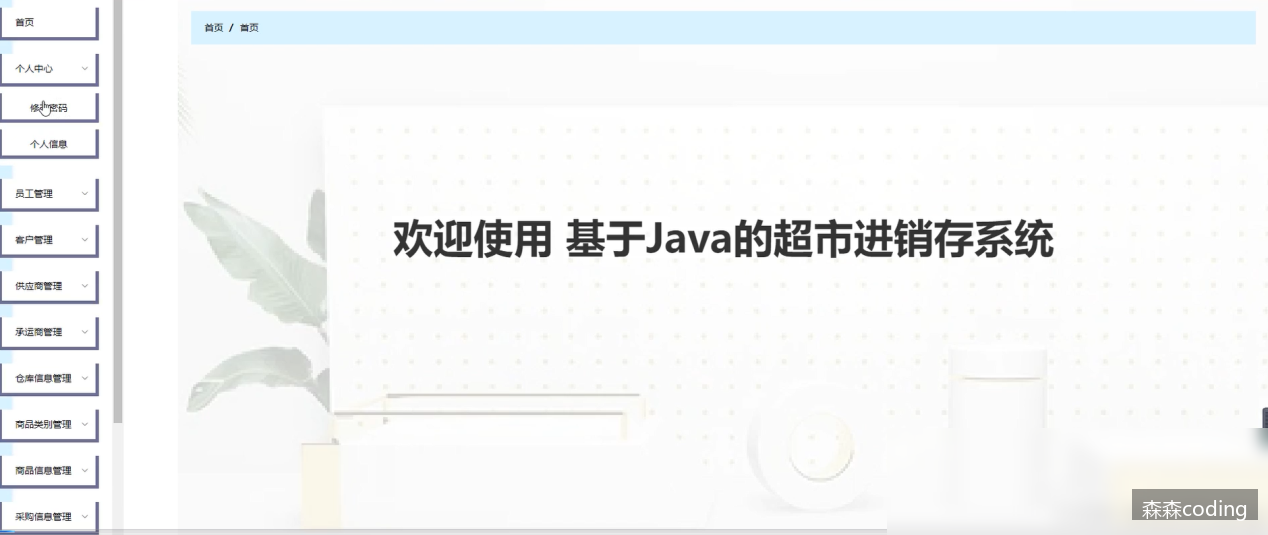 首页
首页 / 首页
个人中心
修改密码
个人信息
员工管理
客户管理
供应商管理
承运商管理
仓库信息管理
商品类别管理
商品信息管理
采购信息管理
欢迎使用 基于Java的超市进销存系统
森森coding